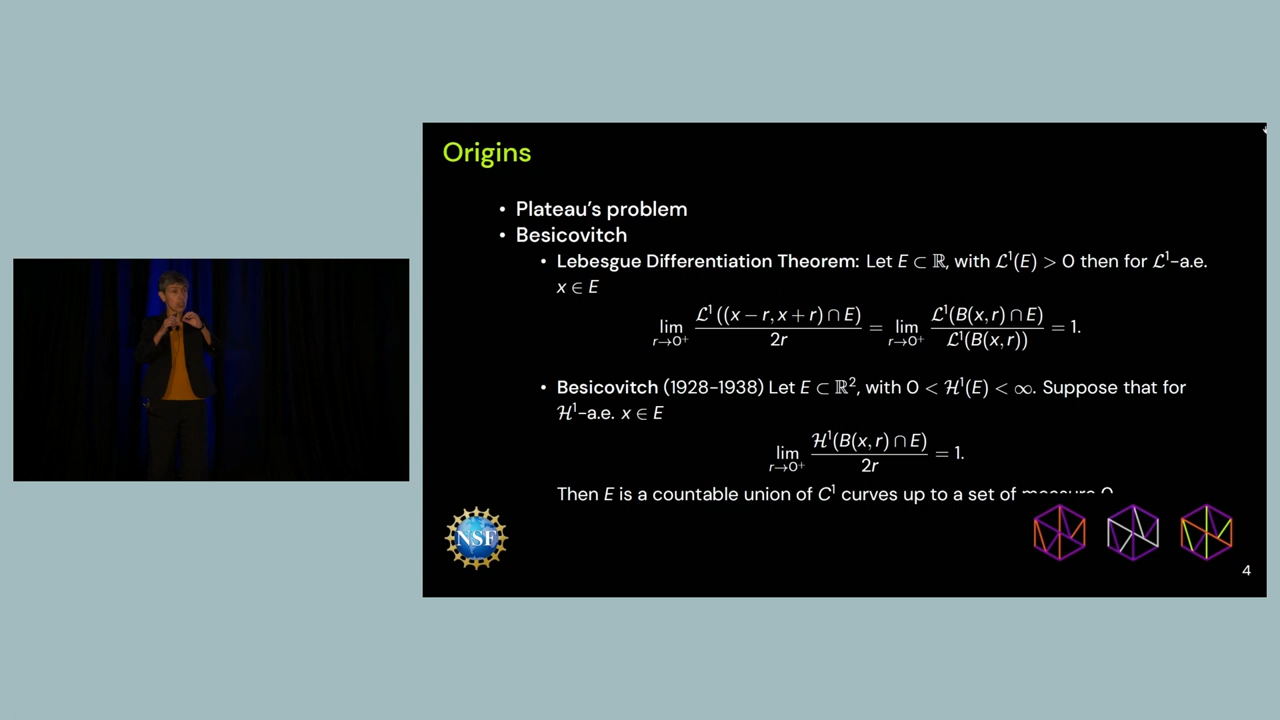 Origins
• Plateau's problem
• Besicovitch
• Lebesgue Differentiation Theorem: Let E ⊂ ℝ, with ℒ¹(E) > 0 then for ℒ¹-a.e.
x ∈ E
lim_{r→0⁺} ℒ¹((x − r, x + r) ∩ E) / 2r = lim_{r→0⁺} ℒ¹(B(x, r) ∩ E) / ℒ¹(B(x, r)) = 1.
• Besicovitch (1928-1938) Let E ⊂ ℝ², with 0 < ℋ¹(E) < ∞. Suppose that for
ℋ¹-a.e. x ∈ E
lim_{r→0⁺} ℋ¹(B(x, r) ∩ E) / 2r = 1.
Then E is a countable union of C¹ curves up to a set of measure 0
NSF
4